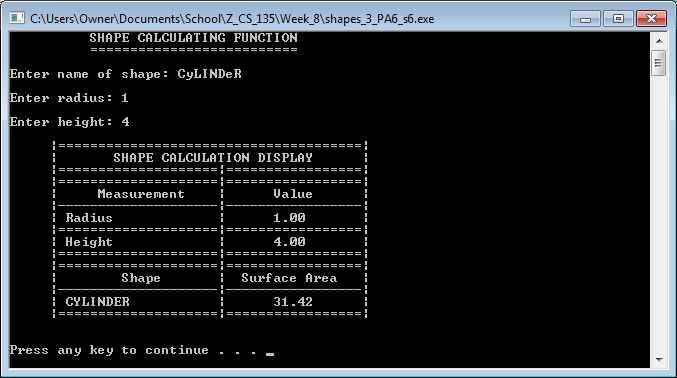 C:\Users\Owner\Documents\School\Z_CS_135\Week_8\shapes_3_PA6_s6.exe
SHAPE CALCULATING FUNCTION
==========================
Enter name of shape: CyLINDeR
Enter radius: 1
Enter height: 4
¦===================================¦
¦ SHAPE CALCULATION DISPLAY ¦
¦==================¦================¦
¦==================¦================¦
¦ Measurement ¦ Value ¦
¦------------------¦----------------¦
¦ Radius ¦ 1.00 ¦
¦==================¦================¦
¦ Height ¦ 4.00 ¦
¦==================¦================¦
¦==================¦================¦
¦ Shape ¦ Surface Area ¦
¦------------------¦----------------¦
¦ CYLINDER ¦ 31.42 ¦
¦==================¦================¦
Press any key to continue . . . _